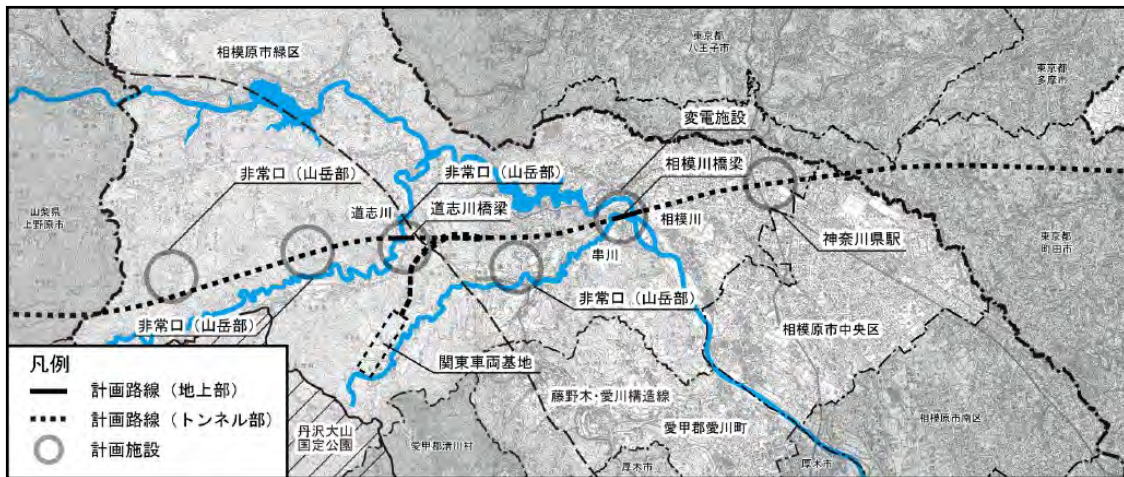 相模原市緑区
東京都
八王子市
東京都
多摩市
変電施設
相模川橋梁
非常口（山岳部）
非常口（山岳部）
山梨県
上野原市
道志川
道志川橋梁
相模川
神奈川県駅
東京都
町田市
串川
非常口（山岳部）
非常口（山岳部）
相模原市中央区
関東車両基地
藤野木・愛川構造線
凡例
計画路線（地上部）
計画路線（トンネル部）
計画施設
丹沢大山
国定公園
愛甲郡清川村
愛甲郡愛川町
厚木市
厚木市
相模原市南区